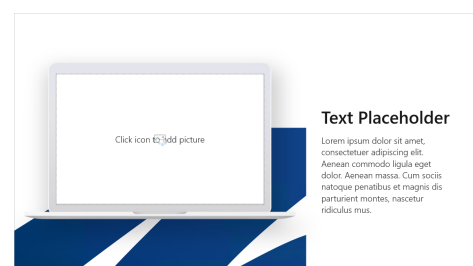 Click icon to add picture
Text Placeholder
Lorem ipsum dolor sit amet,
consectetuer adipiscing elit.
Aenean commodo ligula eget
dolor. Aenean massa. Cum sociis
natoque penatibus et magnis dis
parturient montes, nascetur
ridiculus mus.